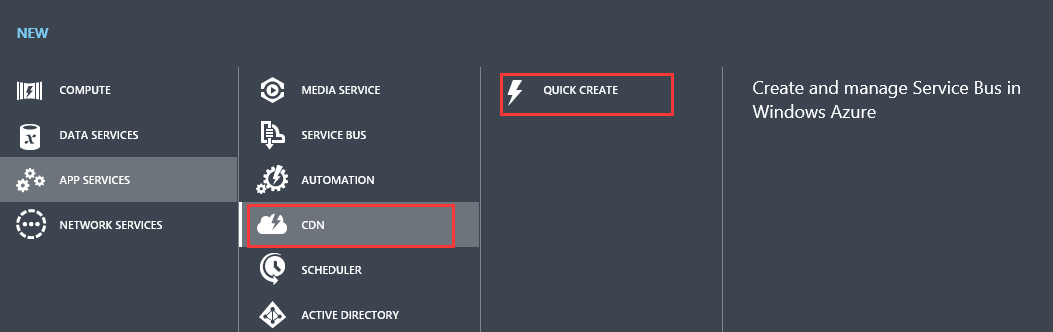 NEW
COMPUTE
DATA SERVICES
APP SERVICES
NETWORK SERVICES
MEDIA SERVICE
SERVICE BUS
AUTOMATION
CDN
SCHEDULER
ACTIVE DIRECTORY
QUICK CREATE
Create and manage Service Bus in
Windows Azure